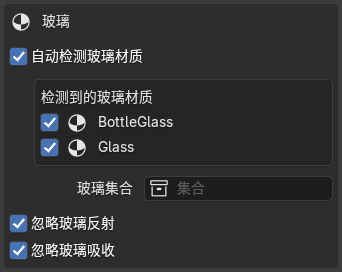 玻璃
自动检测玻璃材质
检测到的玻璃材质
BottleGlass
Glass
玻璃集合 集合
忽略玻璃反射
忽略玻璃吸收